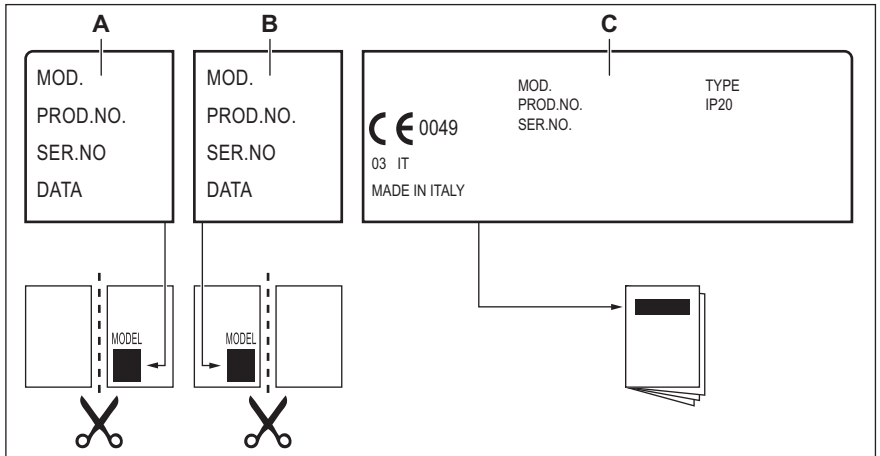 A
B
C
MOD.
PROD.NO.
SER.NO
DATA
MOD.
PROD.NO.
SER.NO
DATA
MOD.
PROD.NO.
SER.NO.
TYPE
IP20
CE 0049
03 IT
MADE IN ITALY
MODEL
MODEL